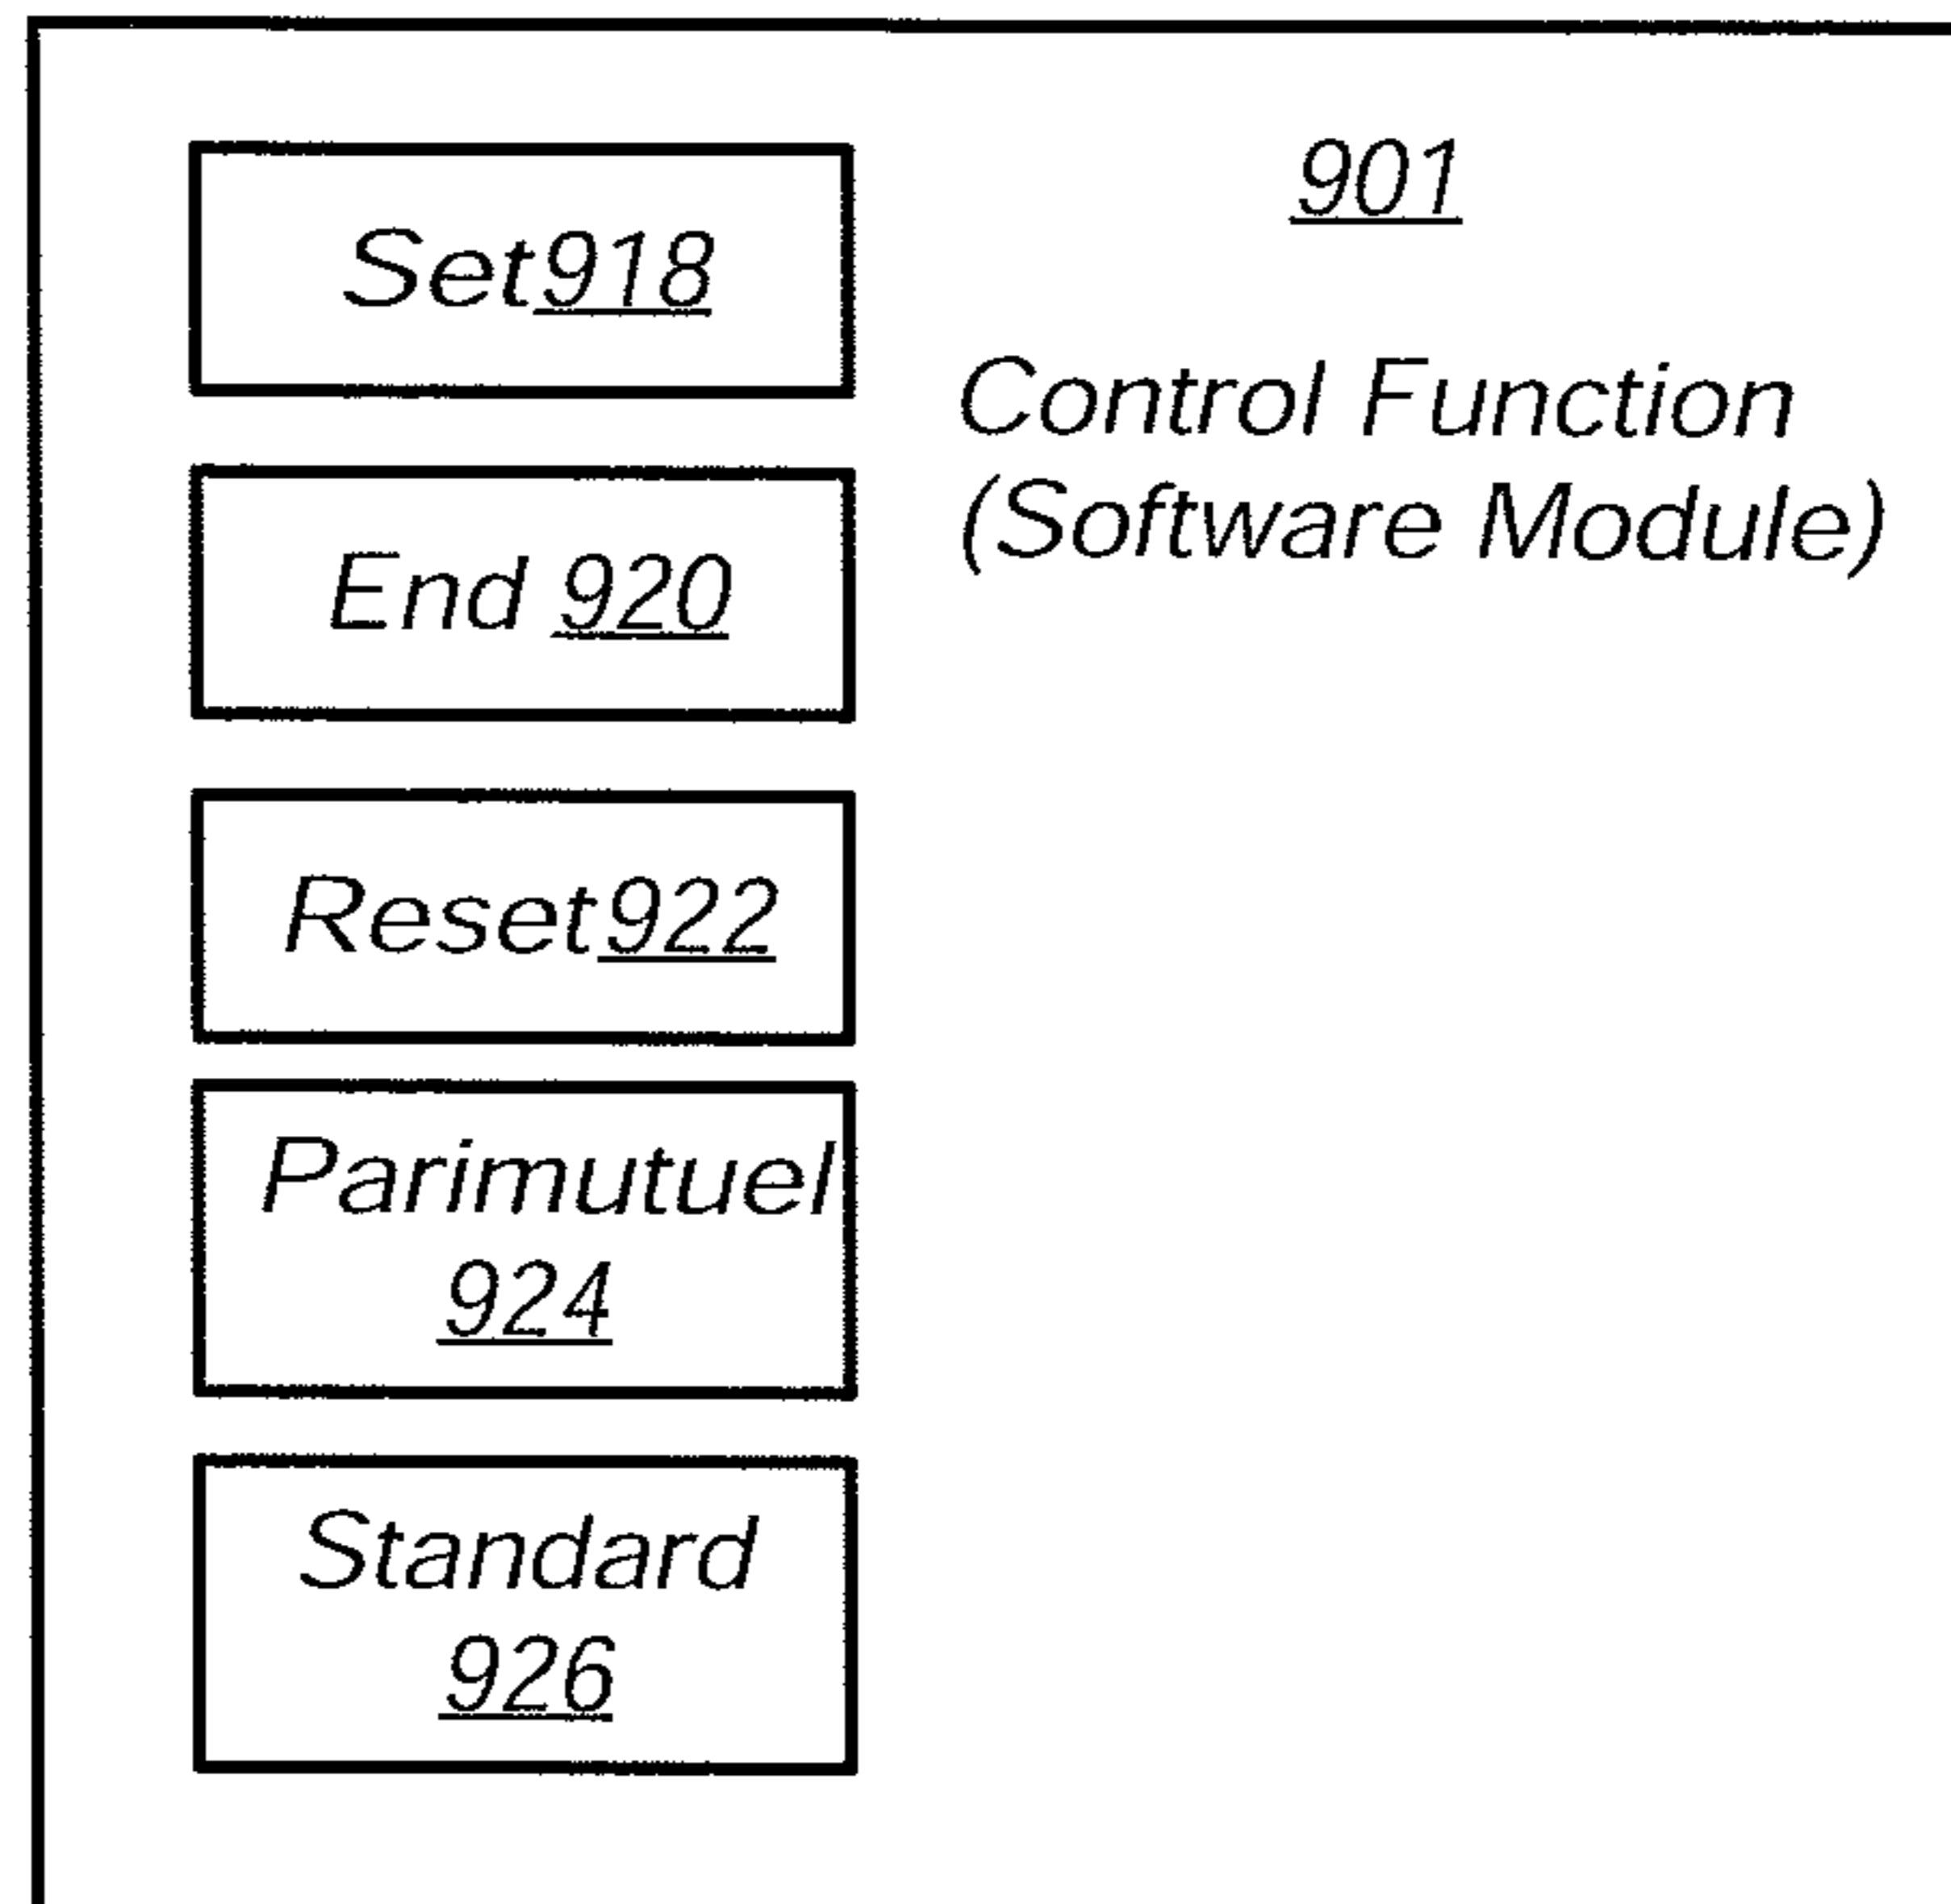 901
Set918
Control Function
(Software Module)
End 920
Reset922
Parimutuel
924
Standard
926